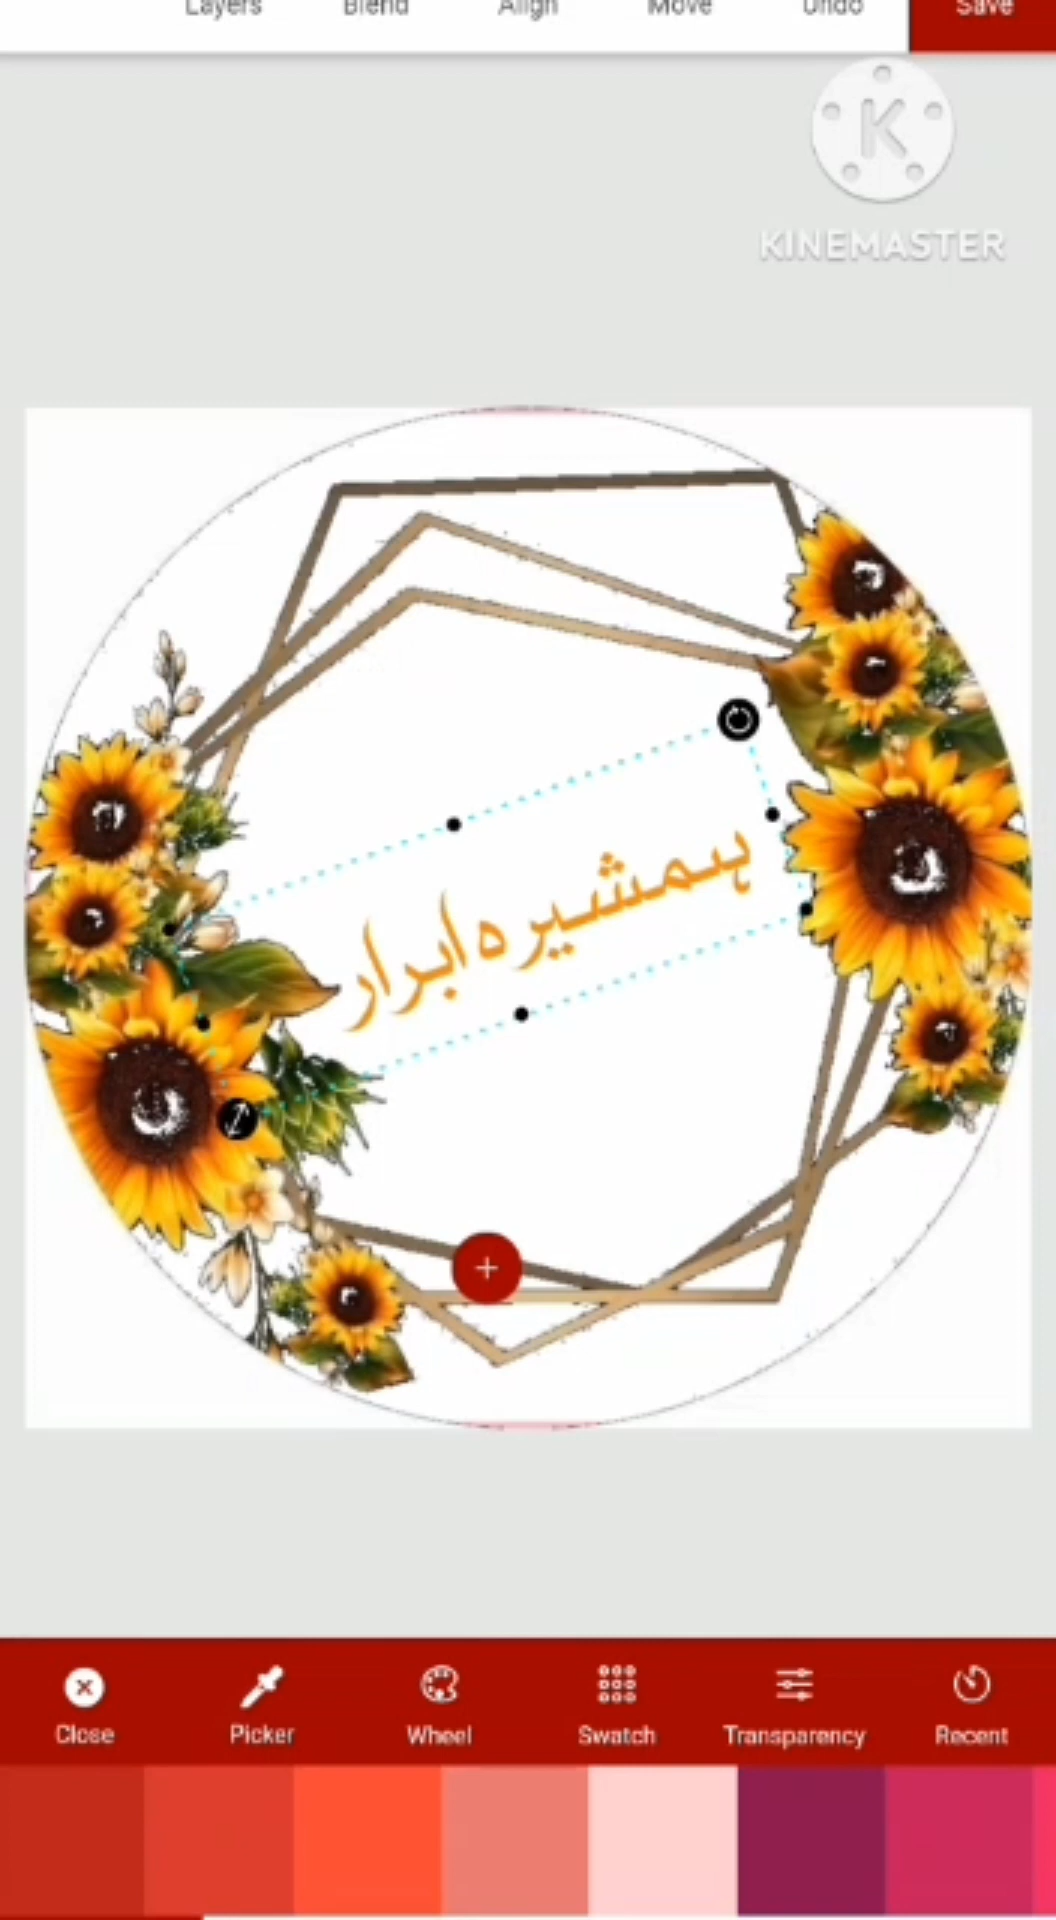 Layers Blend Align Move Undo Save
K
KINEMASTER
ہمشیرہ ابرار
Close Picker Wheel Swatch Transparency Recent